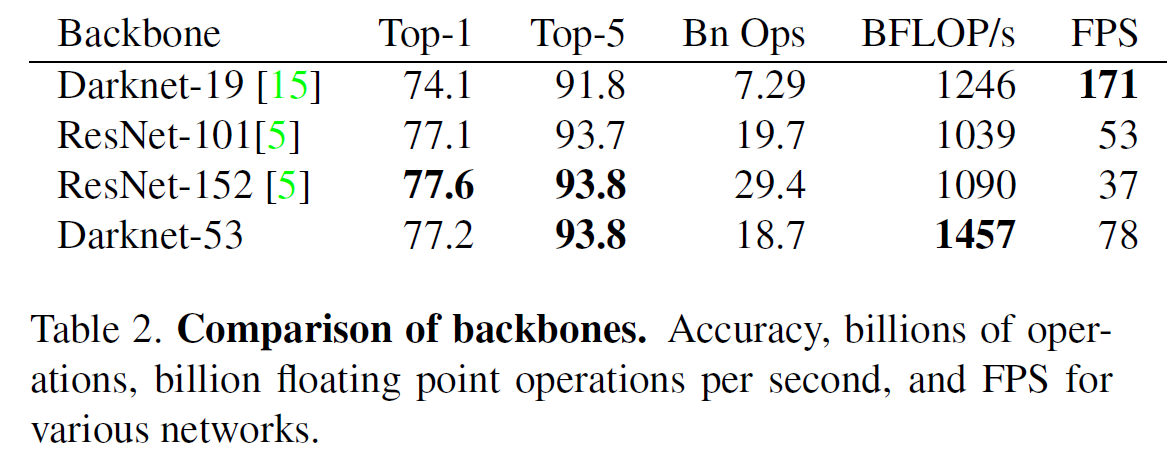 Backbone Top-1 Top-5 Bn Ops BFLOP/s FPS
Darknet-19 [15] 74.1 91.8 7.29 1246 171
ResNet-101[5] 77.1 93.7 19.7 1039 53
ResNet-152 [5] 77.6 93.8 29.4 1090 37
Darknet-53 77.2 93.8 18.7 1457 78
Table 2. Comparison of backbones. Accuracy, billions of oper-
ations, billion floating point operations per second, and FPS for
various networks.